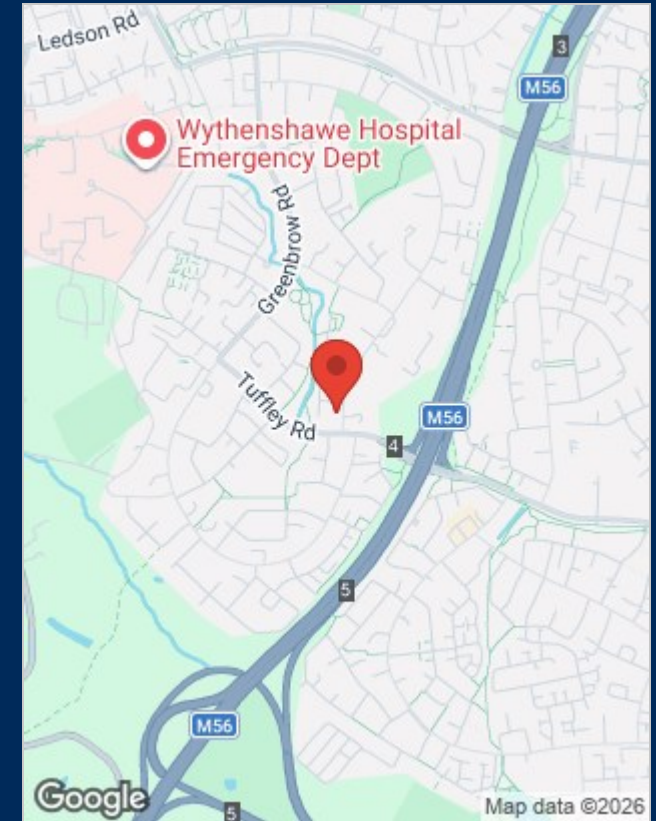 Ledson Rd
3
M56
Wythenshawe Hospital
Emergency Dept
Greenbrow Rd
Tuffley Rd
M56
4
5
M56
5
Google
Map data ©2026